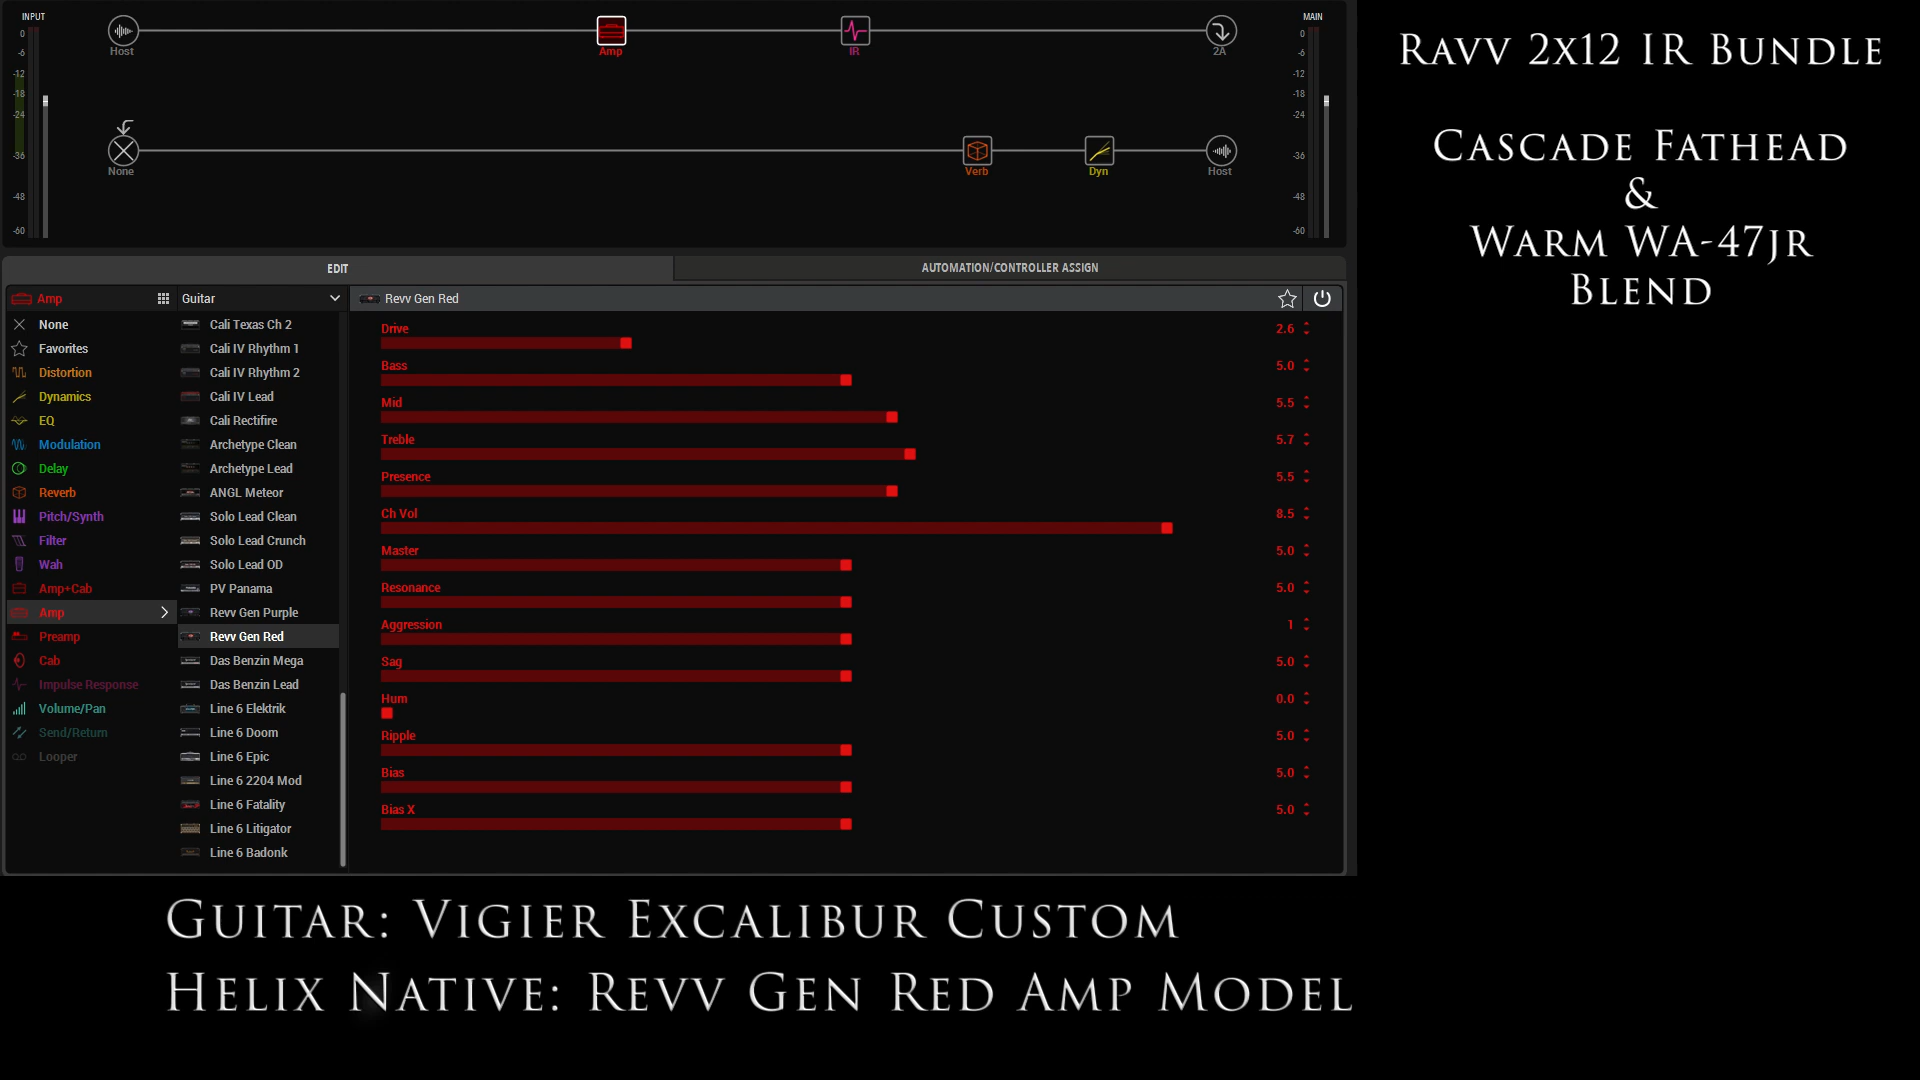 INPUT
0
-6
-12
-18
-24
-36
-48
-60
Host
Amp
IR
2A
None
Verb
Dyn
Host
MAIN
0
-6
-12
-18
-24
-36
-48
-60
RAVV 2X12 IR BUNDLE
CASCADE FATHEAD
&
WARM WA-47JR
BLEND
EDIT
AUTOMATION/CONTROLLER ASSIGN
Amp
Guitar
Revv Gen Red
None
Favorites
Distortion
Dynamics
EQ
Modulation
Delay
Reverb
Pitch/Synth
Filter
Wah
Amp+Cab
Amp
Preamp
Cab
Impulse Response
Volume/Pan
Send/Return
Looper
Cali Texas Ch 2
Cali IV Rhythm 1
Cali IV Rhythm 2
Cali IV Lead
Cali Rectifire
Archetype Clean
Archetype Lead
ANGL Meteor
Solo Lead Clean
Solo Lead Crunch
Solo Lead OD
PV Panama
Revv Gen Purple
Revv Gen Red
Das Benzin Mega
Das Benzin Lead
Line 6 Elektrik
Line 6 Doom
Line 6 Epic
Line 6 2204 Mod
Line 6 Fatality
Line 6 Litigator
Line 6 Badonk
Drive 2.6
Bass 5.0
Mid 5.5
Treble 5.7
Presence 5.5
Ch Vol 8.5
Master 5.0
Resonance 5.0
Aggression 1
Sag 5.0
Hum 0.0
Ripple 5.0
Bias 5.0
Bias X 5.0
GUITAR: VIGIER EXCALIBUR CUSTOM
HELIX NATIVE: REVV GEN RED AMP MODEL